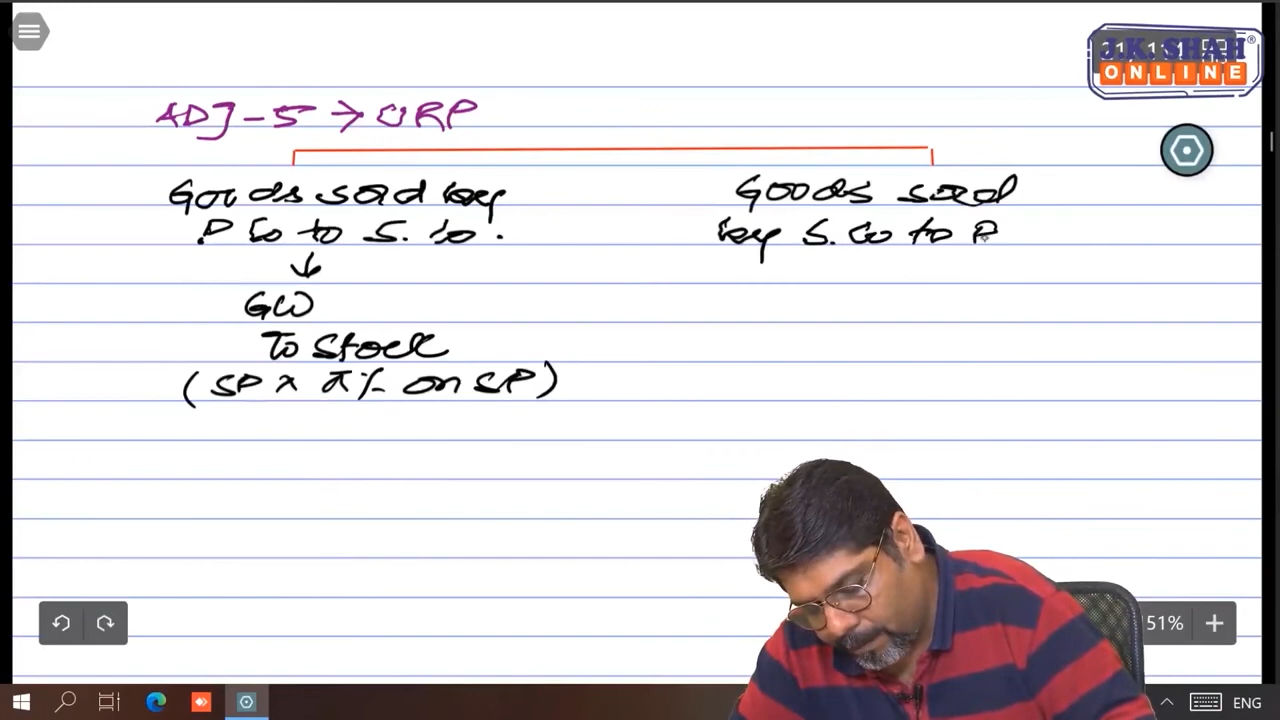 J.K. SHAH®
ONLINE
ADJ-5 → URP
Goods sold by
P Co to S. Co.
↓
GW
To Stock
(SP x π% on SP)
Goods sold
by S. Co to P
51%
ENG